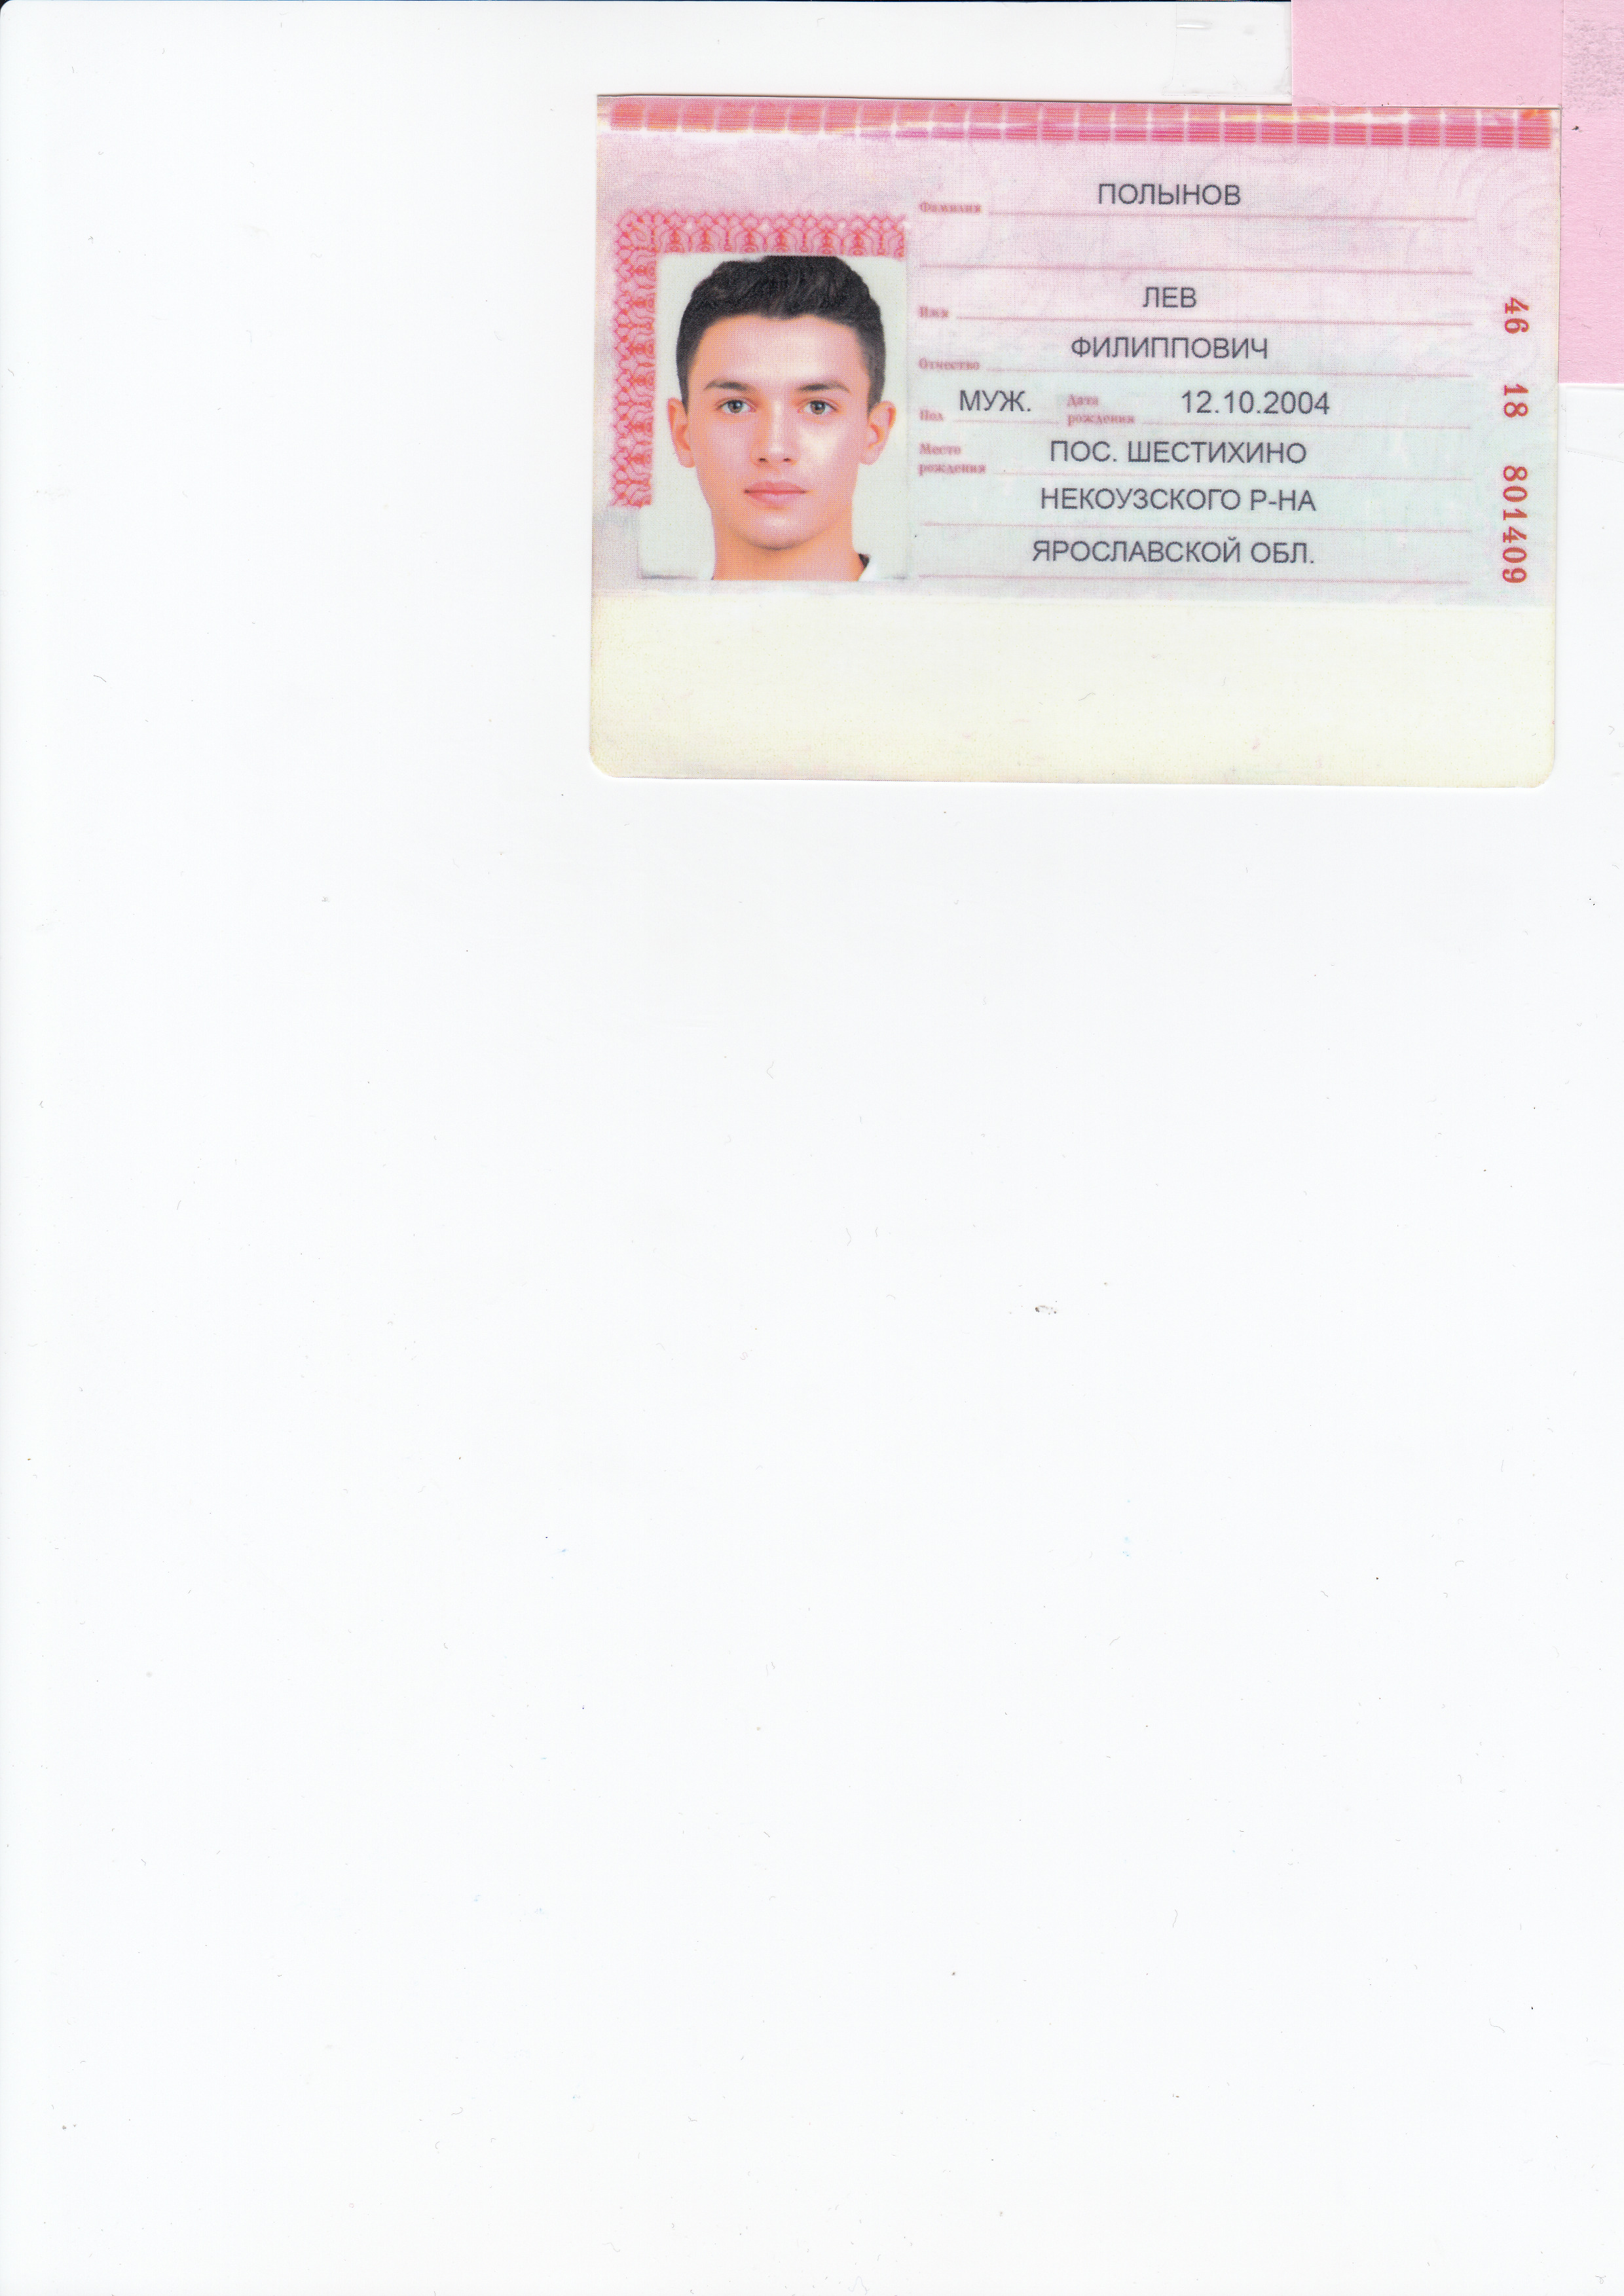 Фамилия ПОЛЫНОВ
Имя ЛЕВ
Отчество ФИЛИППОВИЧ
Пол МУЖ. Дата рождения 12.10.2004
Место рождения ПОС. ШЕСТИХИНО
НЕКОУЗСКОГО Р-НА
ЯРОСЛАВСКОЙ ОБЛ.
46 18 801409